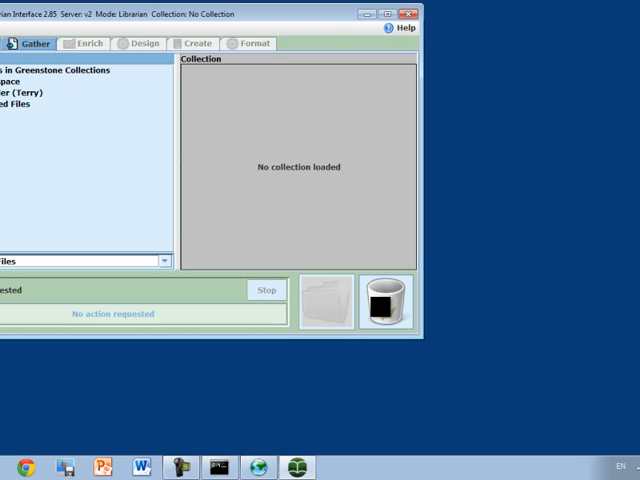 rian Interface 2.85 Server: v2 Mode: Librarian Collection: No Collection
Help
Gather Enrich Design Create Format
Collection
s in Greenstone Collections
pace
er (Terry)
ed Files
No collection loaded
Files
ested
Stop
No action requested
EN